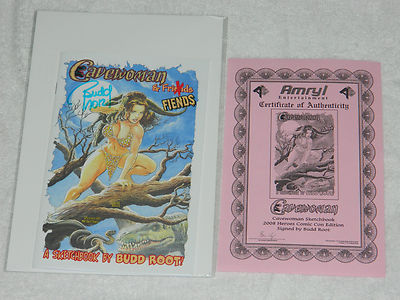 Cavewoman
& Friends
FIENDS
Budd
Root
A SKETCHBOOK BY BUDD ROOT!
Amryl
Entertainment
Certificate of Authenticity
Cavewoman
Cavewoman Sketchbook
2008 Heroes Comic Con Edition
Signed by Budd Root